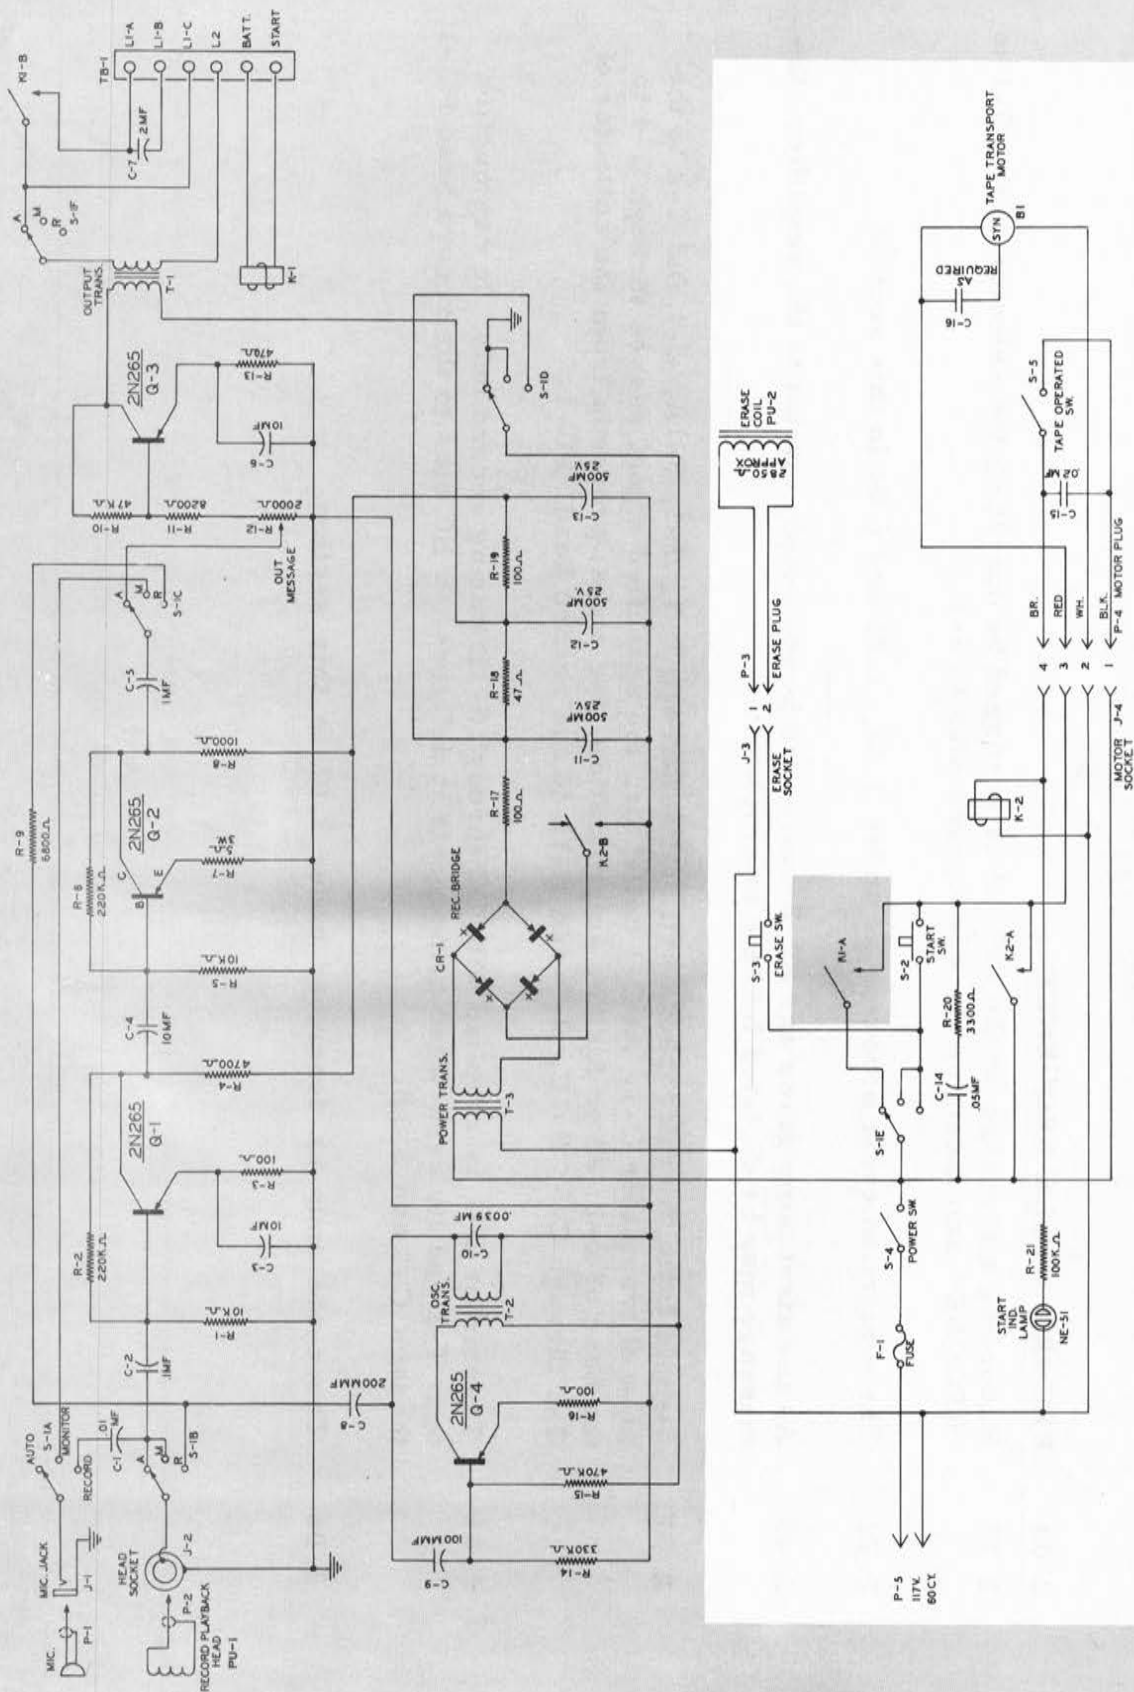 MIC.
P-1
MIC. JACK
J-1
AUTO
S-1A
MONITOR
RECORD
C-1
.01
MF
HEAD
SOCKET
J-2
P-2
RECORD PLAYBACK
HEAD
PU-1
A
M
R
S-1B
C-2
.1MF
R-1
10K Ω
R-2
220K Ω
2N265
Q-1
C-3
10MF
R-3
100 Ω
R-4
4700 Ω
C-4
10MF
R-5
10K Ω
R-6
220K Ω
2N265
Q-2
B
C
E
R-7
5 Ω
3W.
R-8
1000 Ω
R-9
6800 Ω
C-5
1MF
A
M
R
S-1C
R-10
47K Ω
R-11
8200 Ω
R-12
2000 Ω
OUT
MESSAGE
2N265
Q-3
C-6
10MF
R-13
47Ω
OUTPUT
TRANS.
T-1
A
M
R
S-1F
K1-B
C-7
2MF
K-1
TB-1
L1-A
L1-B
L1-C
L2
BATT.
START
C-8
200MMF
C-9
100MMF
R-14
330K Ω
R-15
470K Ω
R-16
100 Ω
2N265
Q-4
OSC.
TRANS.
T-2
C-10
.0039 MF
POWER TRANS.
T-3
CR-1
REC. BRIDGE
X
X
X
X
K2-B
R-17
100 Ω
C-11
500MF
25V.
R-18
47 Ω
C-12
500MF
25V.
R-19
100 Ω
C-13
500MF
25V.
S-1D
P-5
117V.
60CY.
F-1
FUSE
S-4
POWER SW.
S-1E
START
IND.
LAMP
NE-51
R-21
100K Ω
C-14
.05MF
R-20
3300 Ω
K2-A
K1-A
S-2
START
SW.
S-3
ERASE SW.
J-3
1
2
P-3
ERASE
SOCKET
ERASE PLUG
ERASE
COIL
PU-2
2850 Ω
APPROX
K-2
MOTOR
SOCKET
J-4
4
3
2
1
BR.
RED
WH.
BLK.
P-4 MOTOR PLUG
C-15
.02 MF
TAPE OPERATED
SW.
S-5
C-16
AS
REQUIRED
SYN
B1
TAPE TRANSPORT
MOTOR